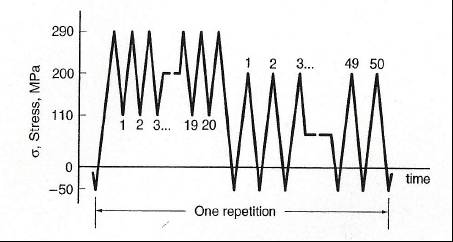 290
200
110
0
−50
σ, Stress, MPa
1 2 3... 19 20
1 2 3... 49 50
time
One repetition